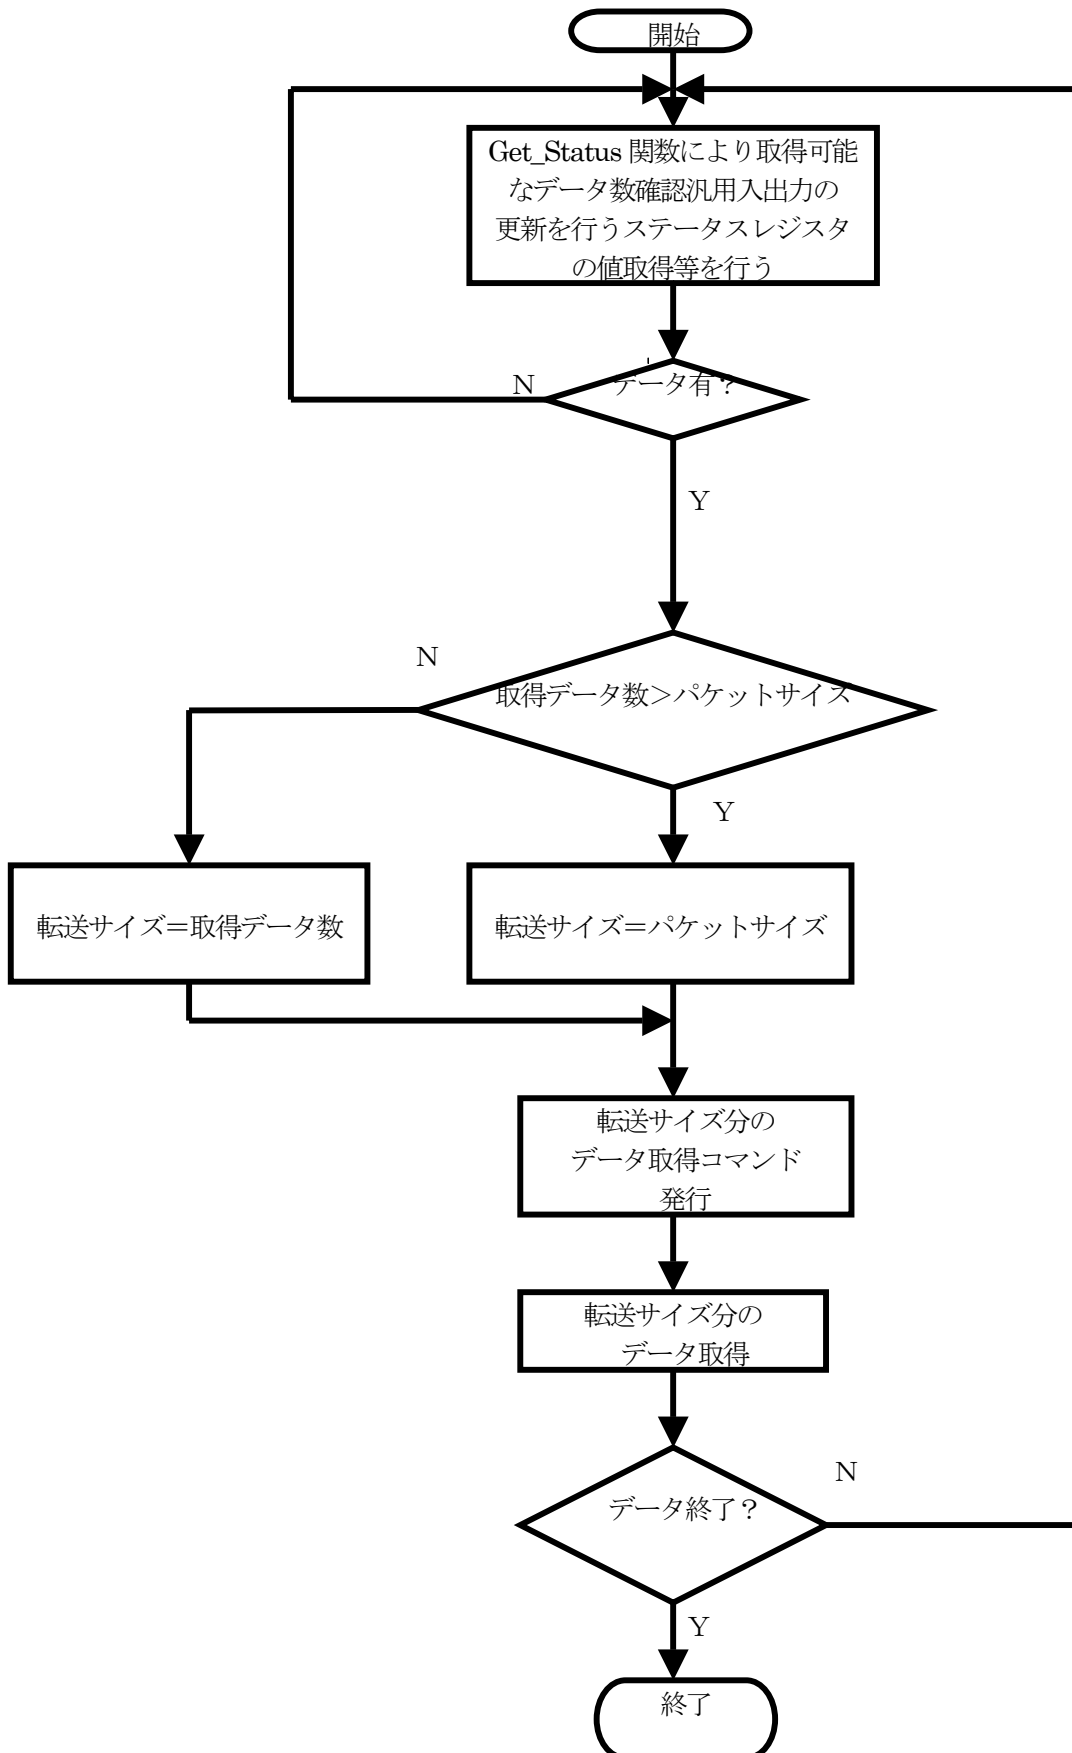 開始
Get_Status 関数により取得可能
なデータ数確認汎用入出力の
更新を行うステータスレジスタ
の値取得等を行う
データ有？
N
Y
N
取得データ数＞パケットサイズ
Y
転送サイズ＝取得データ数
転送サイズ＝パケットサイズ
転送サイズ分の
データ取得コマンド
発行
転送サイズ分の
データ取得
N
データ終了？
Y
終了